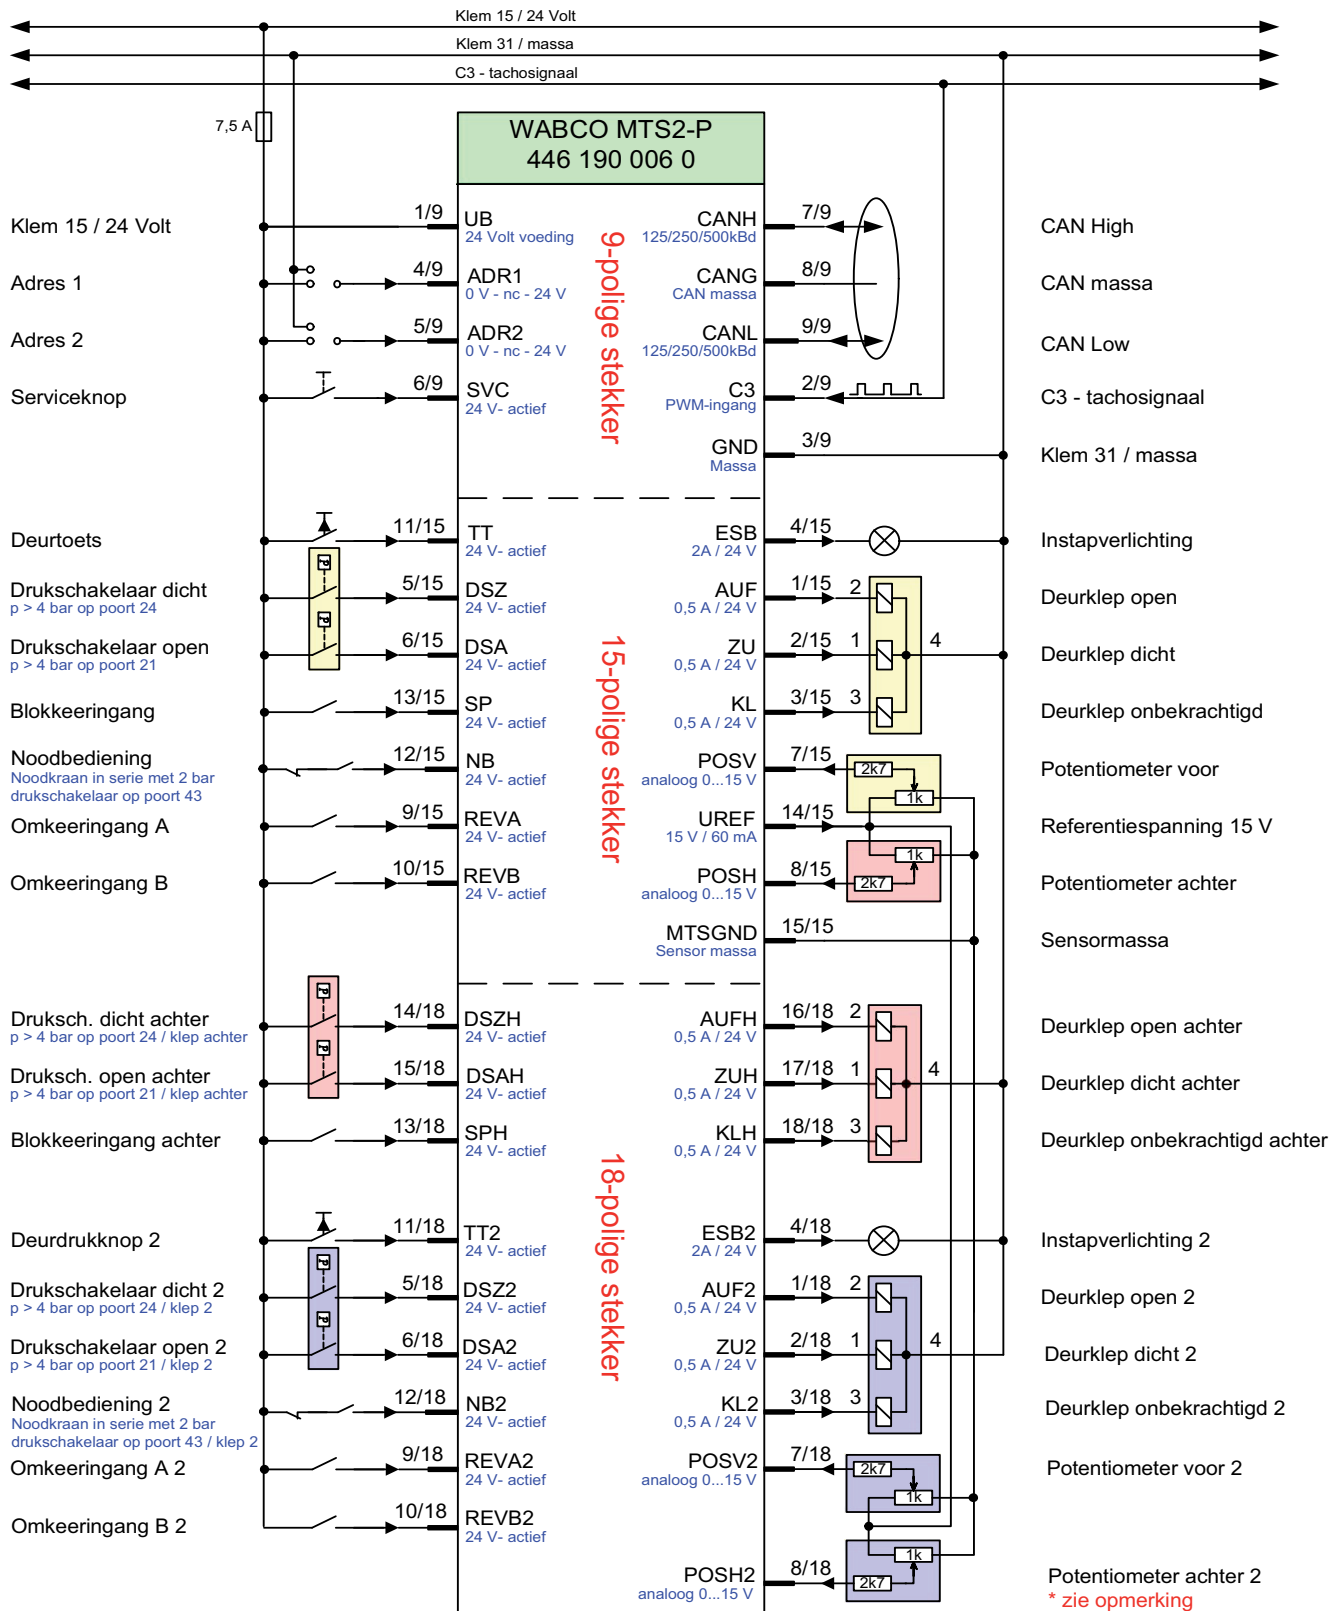 Klem 15 / 24 Volt
Klem 31 / massa
C3 - tachosignaal
7,5 A
WABCO MTS2-P
446 190 006 0
Klem 15 / 24 Volt
1/9
UB
24 Volt voeding
CANH
125/250/500kBd
7/9
CAN High
Adres 1
4/9
ADR1
0 V - nc - 24 V
CANG
CAN massa
8/9
CAN massa
Adres 2
5/9
ADR2
0 V - nc - 24 V
CANL
125/250/500kBd
9/9
CAN Low
Serviceknop
6/9
SVC
24 V- actief
C3
PWM-ingang
2/9
C3 - tachosignaal
9-polige stekker
GND
Massa
3/9
Klem 31 / massa
Deurtoets
11/15
TT
24 V- actief
ESB
2A / 24 V
4/15
Instapverlichting
Drukschakelaar dicht
p > 4 bar op poort 24
P
5/15
DSZ
24 V- actief
AUF
0,5 A / 24 V
1/15
2
Deurklep open
Drukschakelaar open
p > 4 bar op poort 21
P
6/15
DSA
24 V- actief
ZU
0,5 A / 24 V
2/15
1
4
Deurklep dicht
Blokkeeringang
13/15
SP
24 V- actief
KL
0,5 A / 24 V
3/15
3
Deurklep onbekrachtigd
15-polige stekker
Noodbediening
Noodkraan in serie met 2 bar
drukschakelaar op poort 43
12/15
NB
24 V- actief
POSV
analoog 0...15 V
7/15
2k7
1k
Potentiometer voor
Omkeeringang A
9/15
REVA
24 V- actief
UREF
15 V / 60 mA
14/15
Referentiespanning 15 V
Omkeeringang B
10/15
REVB
24 V- actief
POSH
analoog 0...15 V
8/15
1k
2k7
Potentiometer achter
MTSGND
Sensor massa
15/15
Sensormassa
Druksch. dicht achter
p > 4 bar op poort 24 / klep achter
P
14/18
DSZH
24 V- actief
AUFH
0,5 A / 24 V
16/18
2
Deurklep open achter
Druksch. open achter
p > 4 bar op poort 21 / klep achter
P
15/18
DSAH
24 V- actief
ZUH
0,5 A / 24 V
17/18
1
4
Deurklep dicht achter
Blokkeeringang achter
13/18
SPH
24 V- actief
KLH
0,5 A / 24 V
18/18
3
Deurklep onbekrachtigd achter
18-polige stekker
Deurdrukknop 2
11/18
TT2
24 V- actief
ESB2
2A / 24 V
4/18
Instapverlichting 2
Drukschakelaar dicht 2
p > 4 bar op poort 24 / klep 2
P
5/18
DSZ2
24 V- actief
AUF2
0,5 A / 24 V
1/18
2
Deurklep open 2
Drukschakelaar open 2
p > 4 bar op poort 21 / klep 2
P
6/18
DSA2
24 V- actief
ZU2
0,5 A / 24 V
2/18
1
4
Deurklep dicht 2
Noodbediening 2
Noodkraan in serie met 2 bar
drukschakelaar op poort 43 / klep 2
12/18
NB2
24 V- actief
KL2
0,5 A / 24 V
3/18
3
Deurklep onbekrachtigd 2
Omkeeringang A 2
9/18
REVA2
24 V- actief
POSV2
analoog 0...15 V
7/18
2k7
1k
Potentiometer voor 2
Omkeeringang B 2
10/18
REVB2
24 V- actief
POSH2
analoog 0...15 V
8/18
1k
2k7
Potentiometer achter 2
* zie opmerking